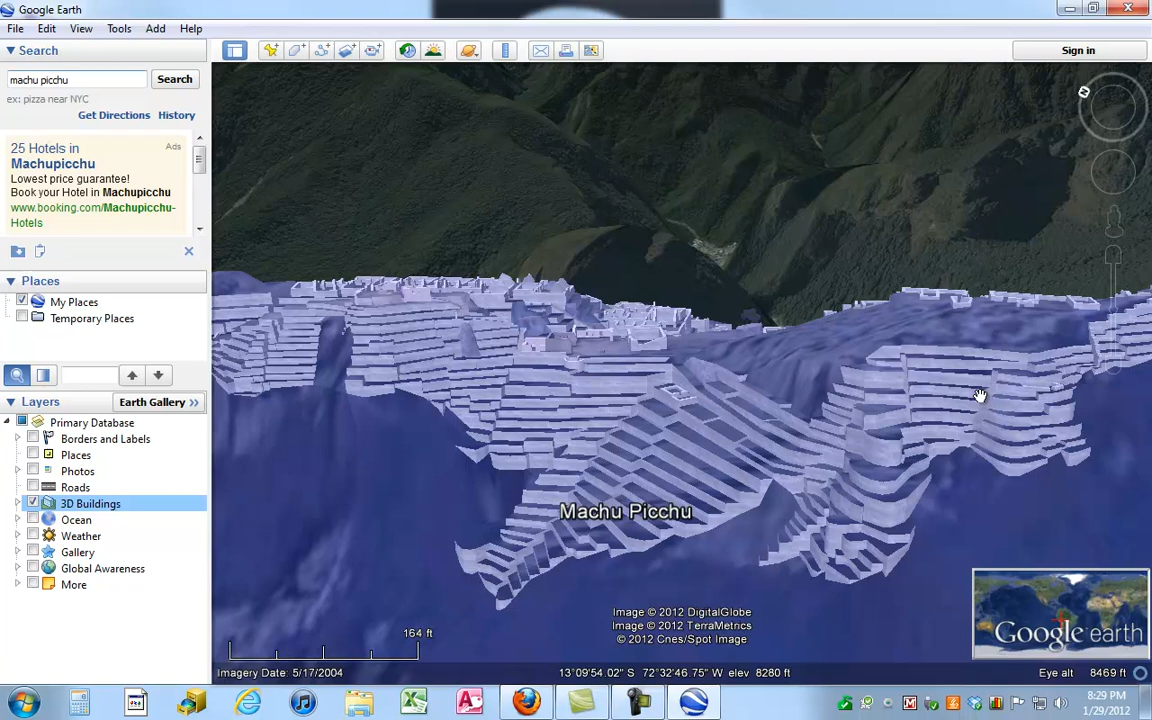 Google Earth
File Edit View Tools Add Help
Search
Sign in
machu picchu
Search
ex: pizza near NYC
Get Directions History
25 Hotels in Ads
Machupicchu
Lowest price guarantee!
Book your Hotel in Machupicchu
www.booking.com/Machupicchu-
Hotels
Places
My Places
Temporary Places
Layers Earth Gallery >>
Primary Database
Borders and Labels
Places
Photos
Roads
3D Buildings
Ocean
Weather
Gallery
Global Awareness
More
Machu Picchu
Image © 2012 DigitalGlobe
Image © 2012 TerraMetrics
© 2012 Cnes/Spot Image
164 ft
Google earth
Imagery Date: 5/17/2004 13°09'54.02" S 72°32'46.75" W elev 8280 ft Eye alt 8469 ft
8:29 PM
1/29/2012